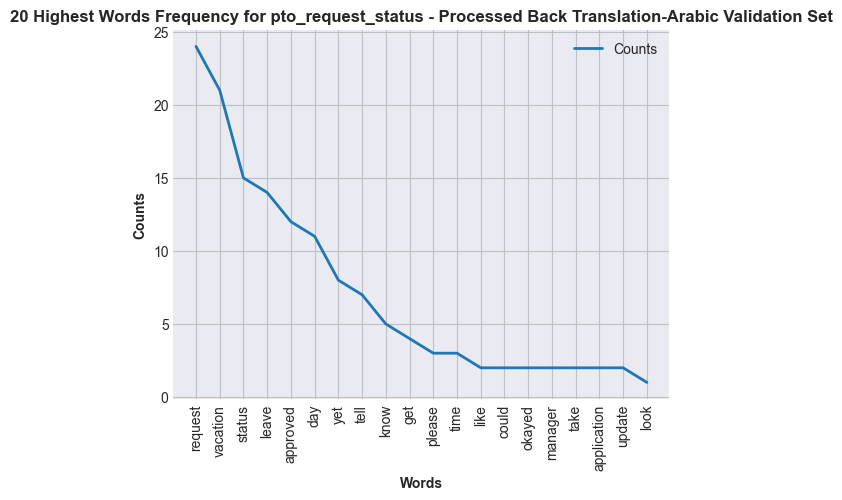 20 Highest Words Frequency for pto_request_status - Processed Back Translation-Arabic Validation Set
Counts
25
20
15
10
5
0
Counts
request
vacation
status
leave
approved
day
yet
tell
know
get
please
time
like
could
okayed
manager
take
application
update
look
Words